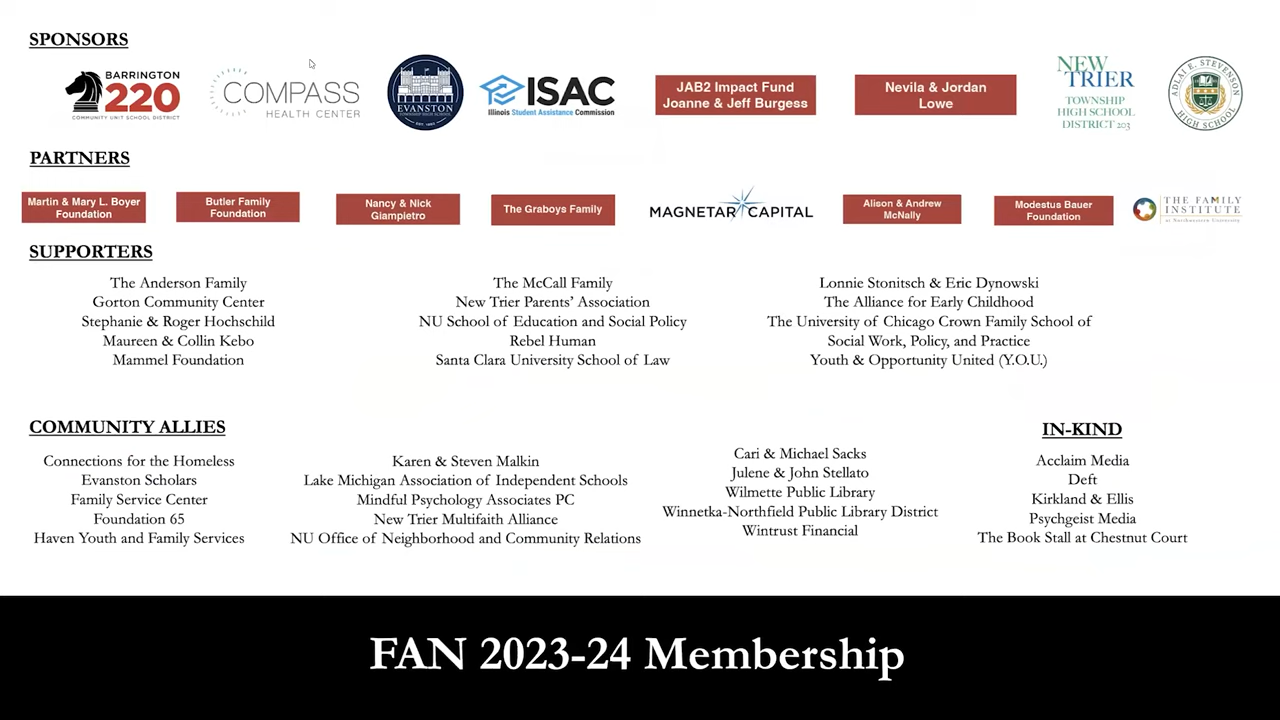 SPONSORS
BARRINGTON
220
COMMUNITY UNIT SCHOOL DISTRICT
COMPASS
HEALTH CENTER
EVANSTON
ISAC
Illinois Student Assistance Commission
JAB2 Impact Fund
Joanne & Jeff Burgess
Nevila & Jordan
Lowe
NEW
TRIER
TOWNSHIP
HIGH SCHOOL
DISTRICT 203
ADLAI E. STEVENSON
HIGH SCHOOL
PARTNERS
Martin & Mary L. Boyer
Foundation
Butler Family
Foundation
Nancy & Nick
Giampietro
The Graboys Family
MAGNETAR CAPITAL
Alison & Andrew
McNally
Modestus Bauer
Foundation
THE FAMILY
INSTITUTE
at Northwestern University
SUPPORTERS
The Anderson Family
Gorton Community Center
Stephanie & Roger Hochschild
Maureen & Collin Kebo
Mammel Foundation
The McCall Family
New Trier Parents’ Association
NU School of Education and Social Policy
Rebel Human
Santa Clara University School of Law
Lonnie Stonitsch & Eric Dynowski
The Alliance for Early Childhood
The University of Chicago Crown Family School of
Social Work, Policy, and Practice
Youth & Opportunity United (Y.O.U.)
COMMUNITY ALLIES
Connections for the Homeless
Evanston Scholars
Family Service Center
Foundation 65
Haven Youth and Family Services
Karen & Steven Malkin
Lake Michigan Association of Independent Schools
Mindful Psychology Associates PC
New Trier Multifaith Alliance
NU Office of Neighborhood and Community Relations
Cari & Michael Sacks
Julene & John Stellato
Wilmette Public Library
Winnetka-Northfield Public Library District
Wintrust Financial
IN-KIND
Acclaim Media
Deft
Kirkland & Ellis
Psychgeist Media
The Book Stall at Chestnut Court
FAN 2023-24 Membership